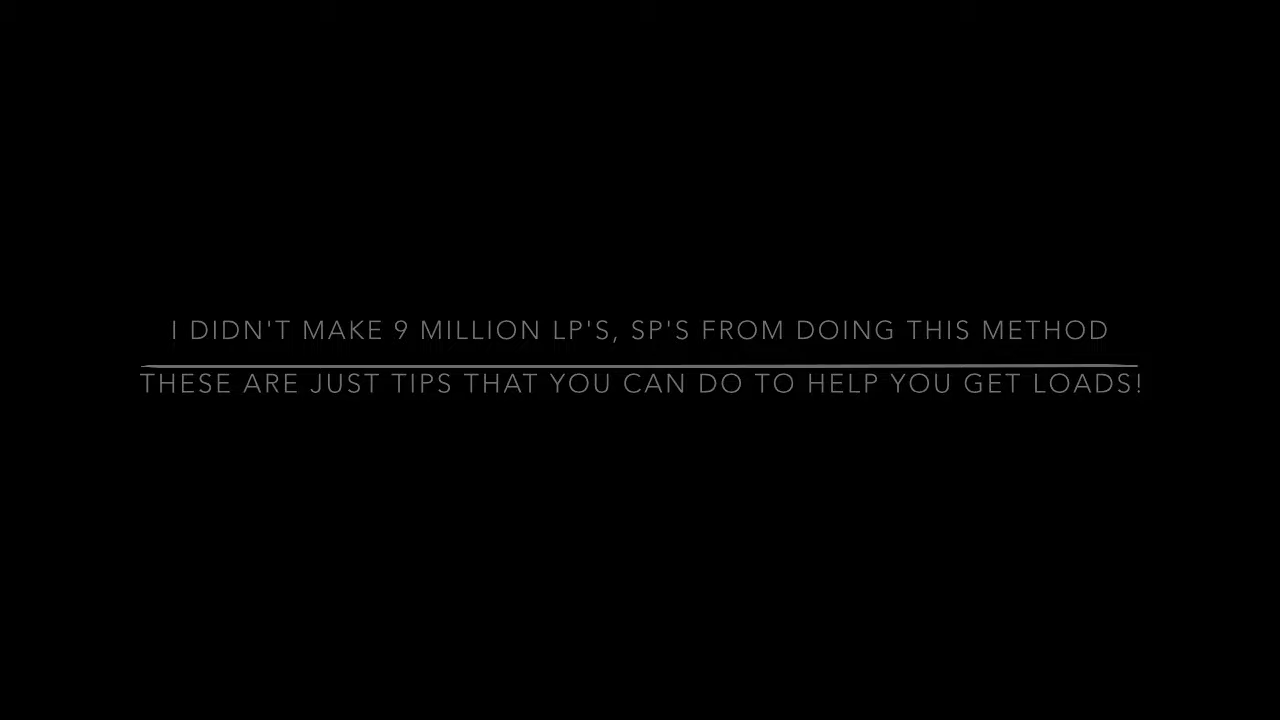 I DIDN'T MAKE 9 MILLION LP'S, SP'S FROM DOING THIS METHOD
THESE ARE JUST TIPS THAT YOU CAN DO TO HELP YOU GET LOADS!